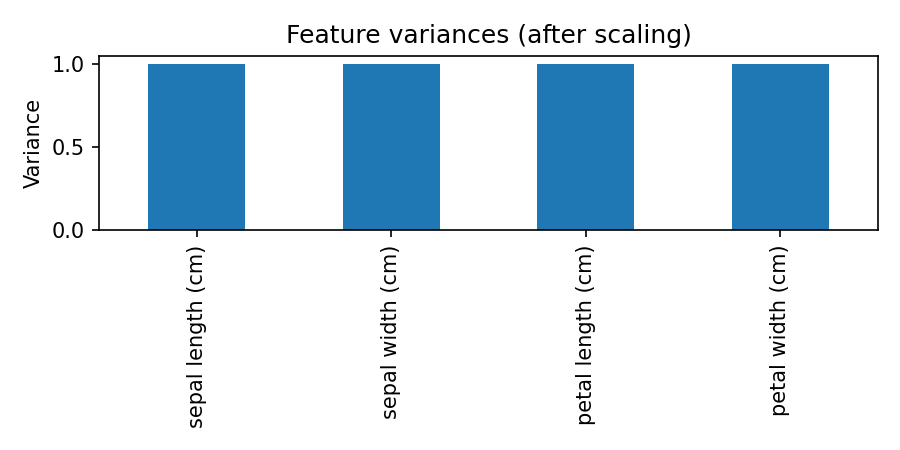 Feature variances (after scaling)
Variance
1.0
0.5
0.0
sepal length (cm)
sepal width (cm)
petal length (cm)
petal width (cm)